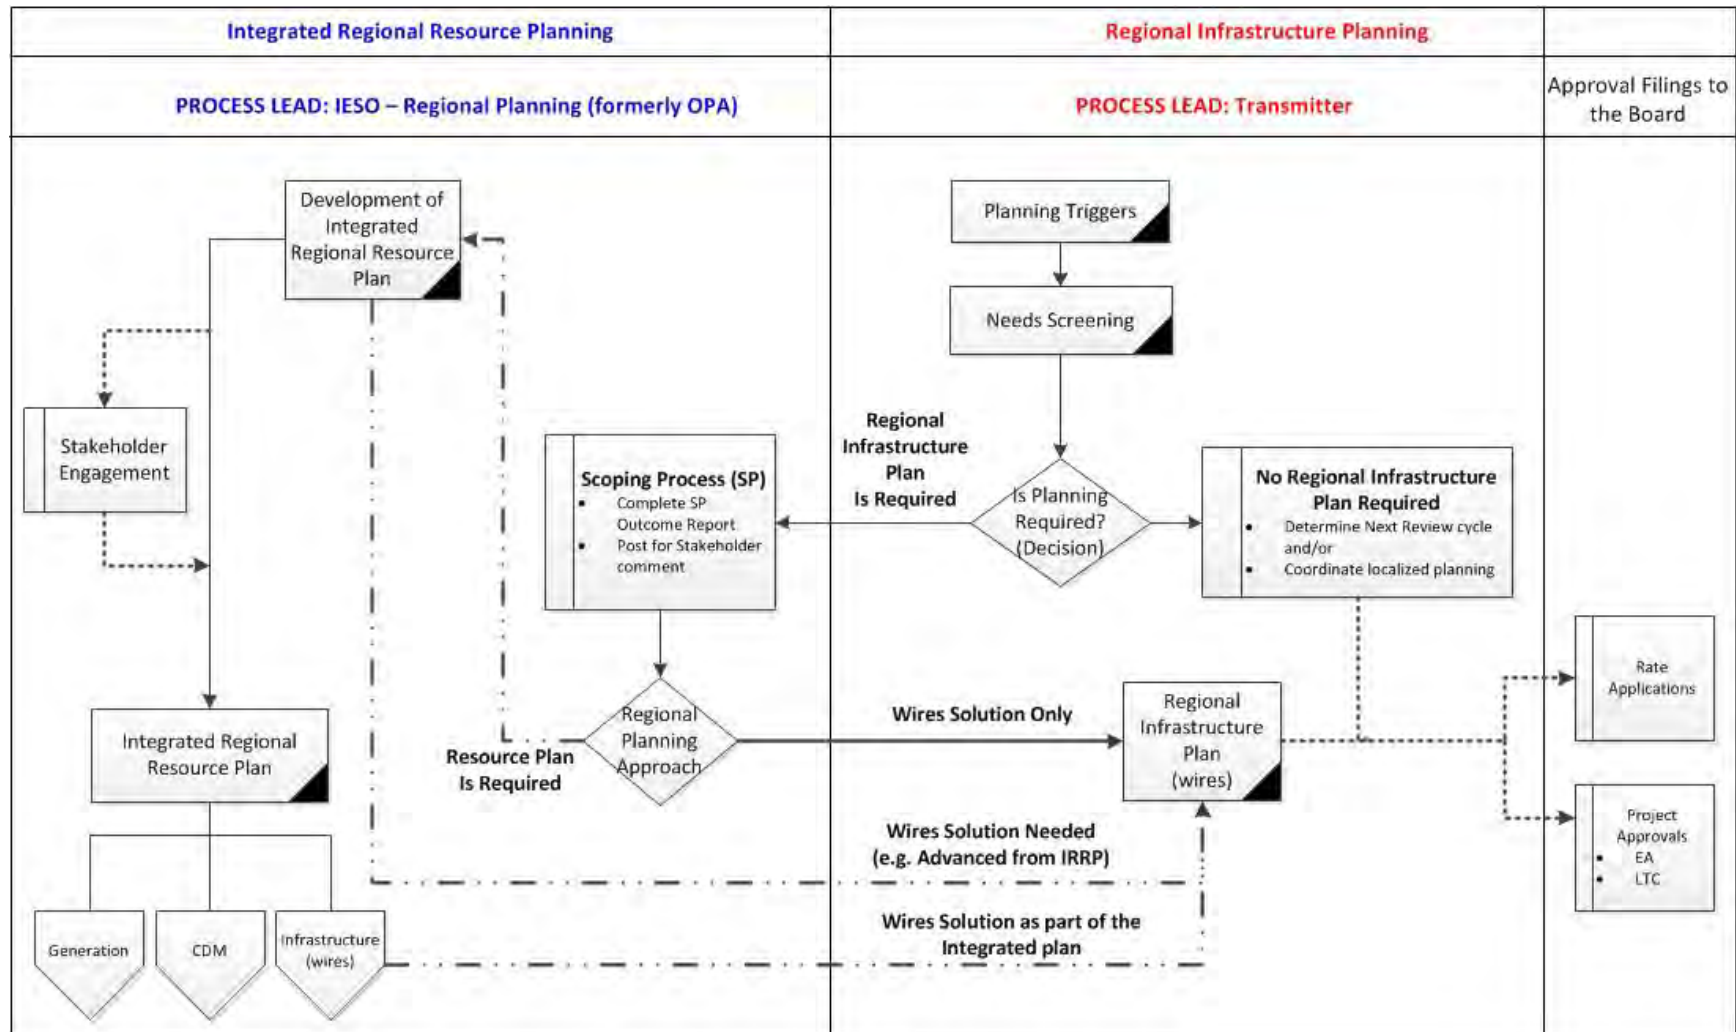 Integrated Regional Resource Planning
Regional Infrastructure Planning
PROCESS LEAD: IESO – Regional Planning (formerly OPA)
PROCESS LEAD: Transmitter
Approval Filings to
the Board
Development of
Integrated
Regional Resource
Plan
Planning Triggers
Needs Screening
Stakeholder
Engagement
Scoping Process (SP)
• Complete SP
Outcome Report
• Post for Stakeholder
comment
Regional
Infrastructure
Plan
Is Required
Is Planning
Required?
(Decision)
No Regional Infrastructure
Plan Required
• Determine Next Review cycle
and/or
• Coordinate localized planning
Rate
Applications
Integrated Regional
Resource Plan
Resource Plan
Is Required
Regional
Planning
Approach
Wires Solution Only
Regional
Infrastructure
Plan
(wires)
Project
Approvals
• EA
• LTC
Wires Solution Needed
(e.g. Advanced from IRRP)
Generation
CDM
Infrastructure
(wires)
Wires Solution as part of the
Integrated plan